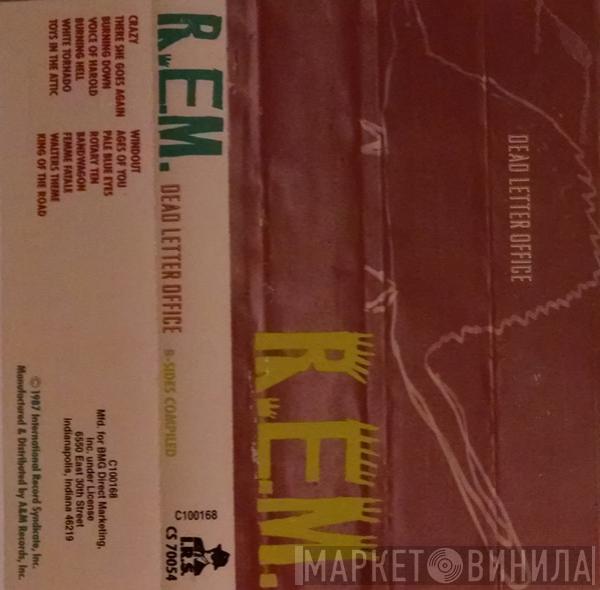 CRAZY
THERE SHE GOES AGAIN
BURNING DOWN
VOICE OF HAROLD
BURNING HELL
WHITE TORNADO
TOYS IN THE ATTIC
WINDOUT
AGES OF YOU
PALE BLUE EYES
ROTARY TEN
BANDWAGON
FEMME FATALE
WALTERS THEME
KING OF THE ROAD
C100168
Mfd. for BMG Direct Marketing,
Inc. under License
6550 East 30th Street
Indianapolis, Indiana 46219
© 1987 International Record Syndicate, Inc.
Manufactured & Distributed by A&M Records, Inc.
R.E.M. DEAD LETTER OFFICE B-SIDES COMPILED
C100168
I.R.S.
CS 70054
DEAD LETTER OFFICE
R.E.M.
МАРКЕТ ВИНИЛА